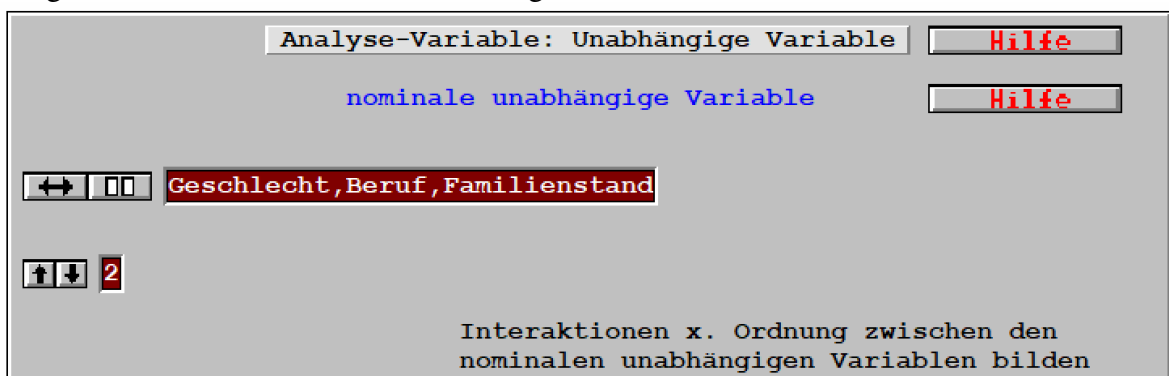 Analyse-Variable: Unabhängige Variable Hilfe
nominale unabhängige Variable Hilfe
Geschlecht,Beruf,Familienstand
2
Interaktionen x. Ordnung zwischen den
nominalen unabhängigen Variablen bilden